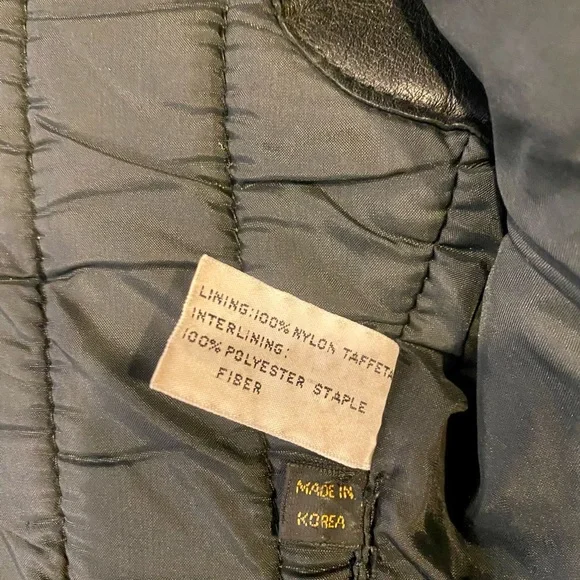 LINING:100% NYLON TAFFETA
INTERLINING:
100% POLYESTER STAPLE
FIBER
MADE IN
KOREA